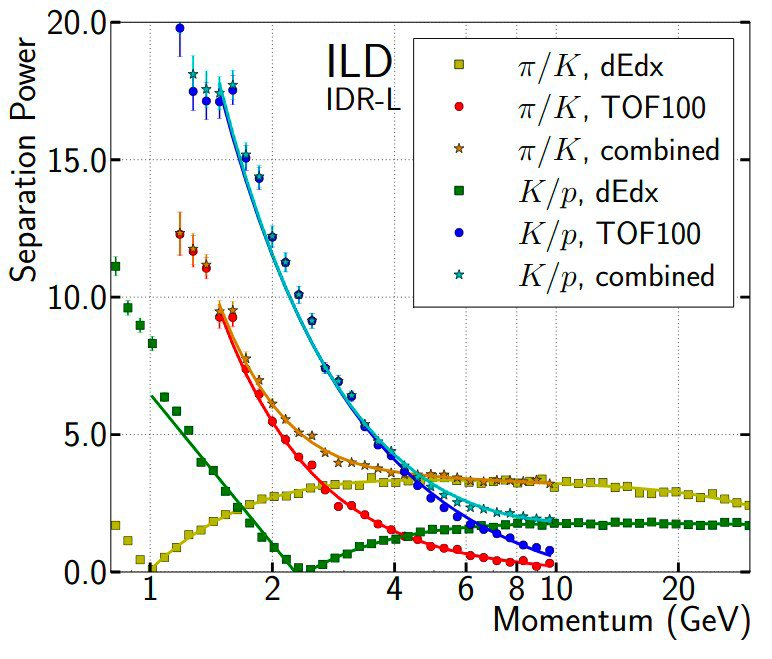 20.0
15.0
10.0
5.0
0.0
Separation Power
ILD
IDR-L
π/K, dEdx
π/K, TOF100
π/K, combined
K/p, dEdx
K/p, TOF100
K/p, combined
1 2 4 6 8 10 20
Momentum (GeV)